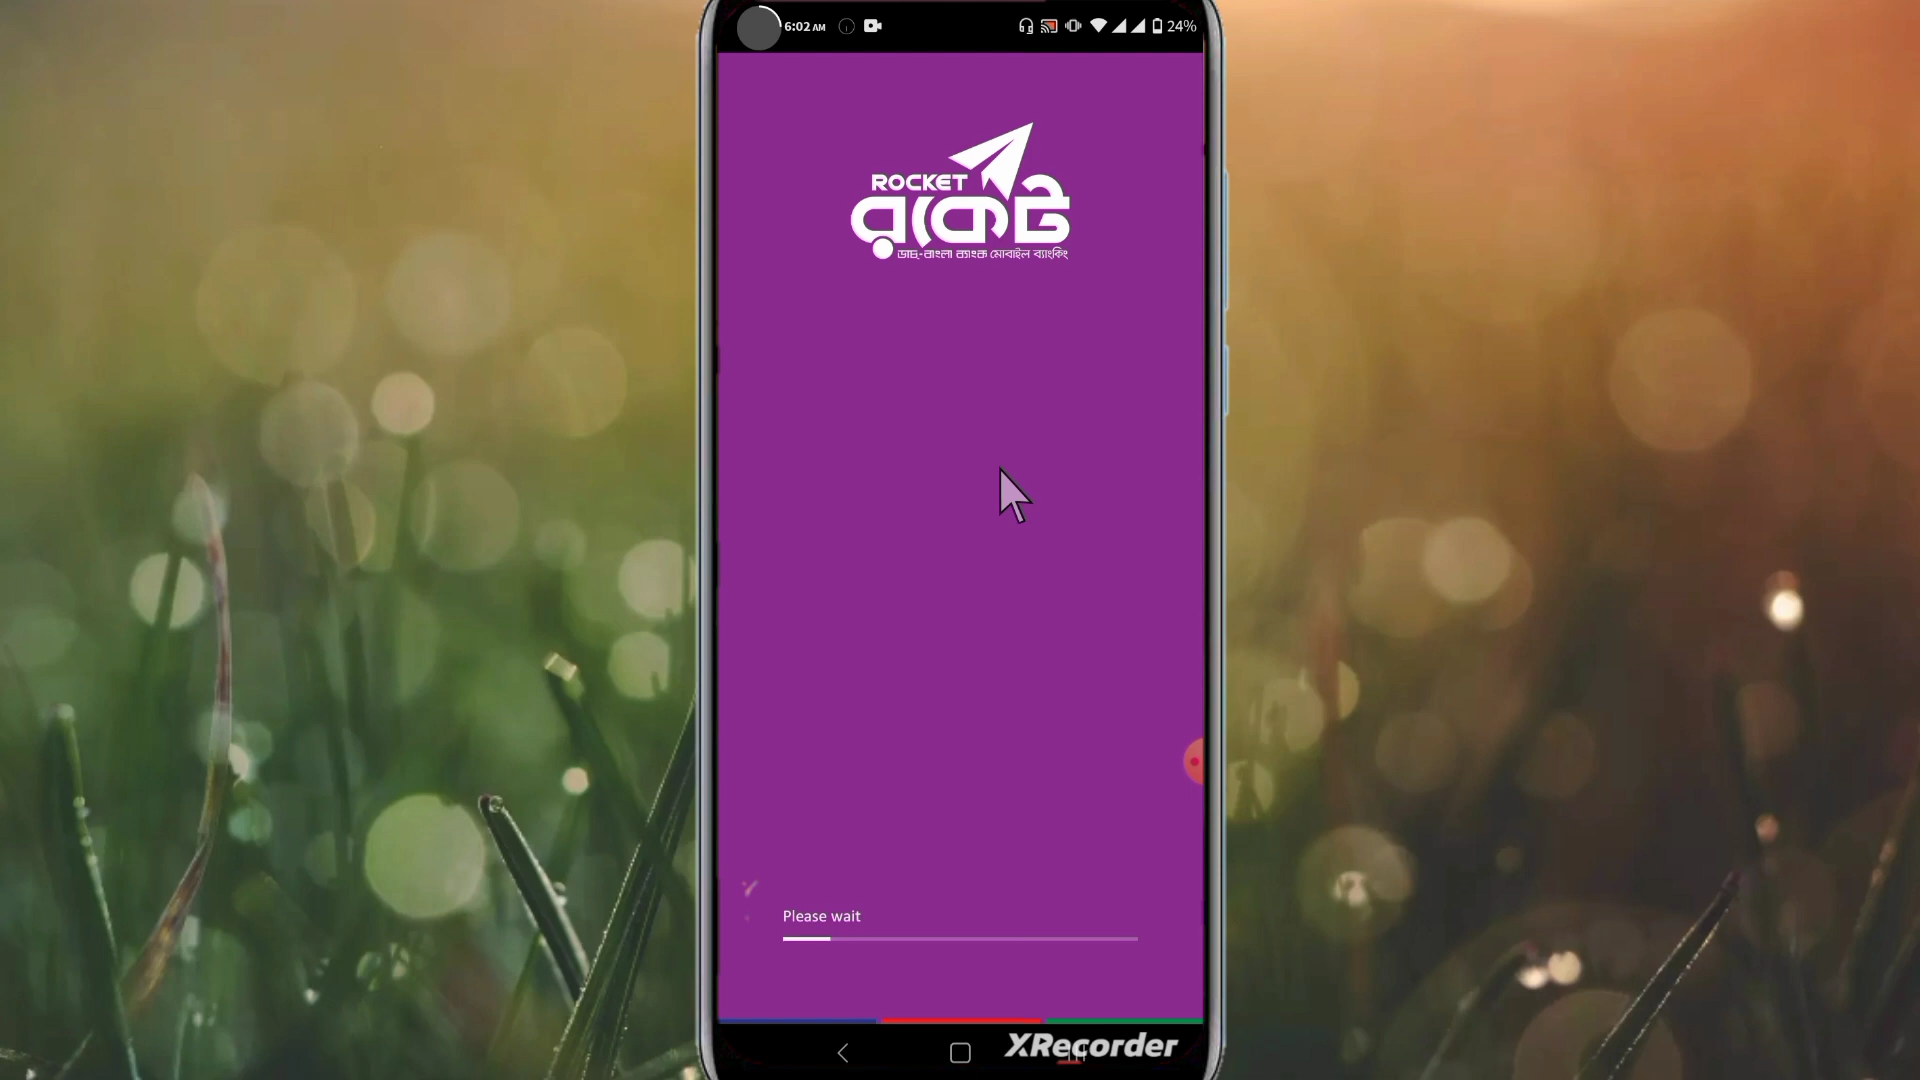 6:02 AM
24%
ROCKET
রকেট
ডাচ্-বাংলা ব্যাংক মোবাইল ব্যাংকিং
Please wait
XRecorder